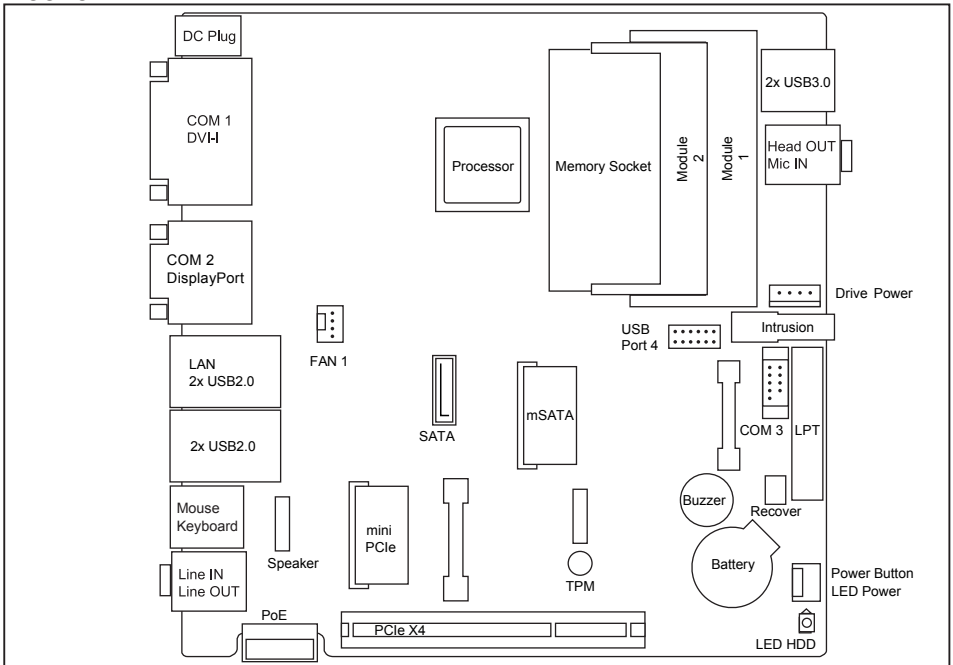 DC Plug
COM 1
DVI-I
COM 2
DisplayPort
LAN
2x USB2.0
2x USB2.0
Mouse
Keyboard
Line IN
Line OUT
PoE
Speaker
FAN 1
Processor
Memory Socket
Module
2
Module
1
2x USB3.0
Head OUT
Mic IN
Drive Power
Intrusion
USB
Port 4
SATA
mSATA
COM 3
LPT
Buzzer
Recover
mini
PCIe
TPM
Battery
Power Button
LED Power
LED HDD
PCIe X4